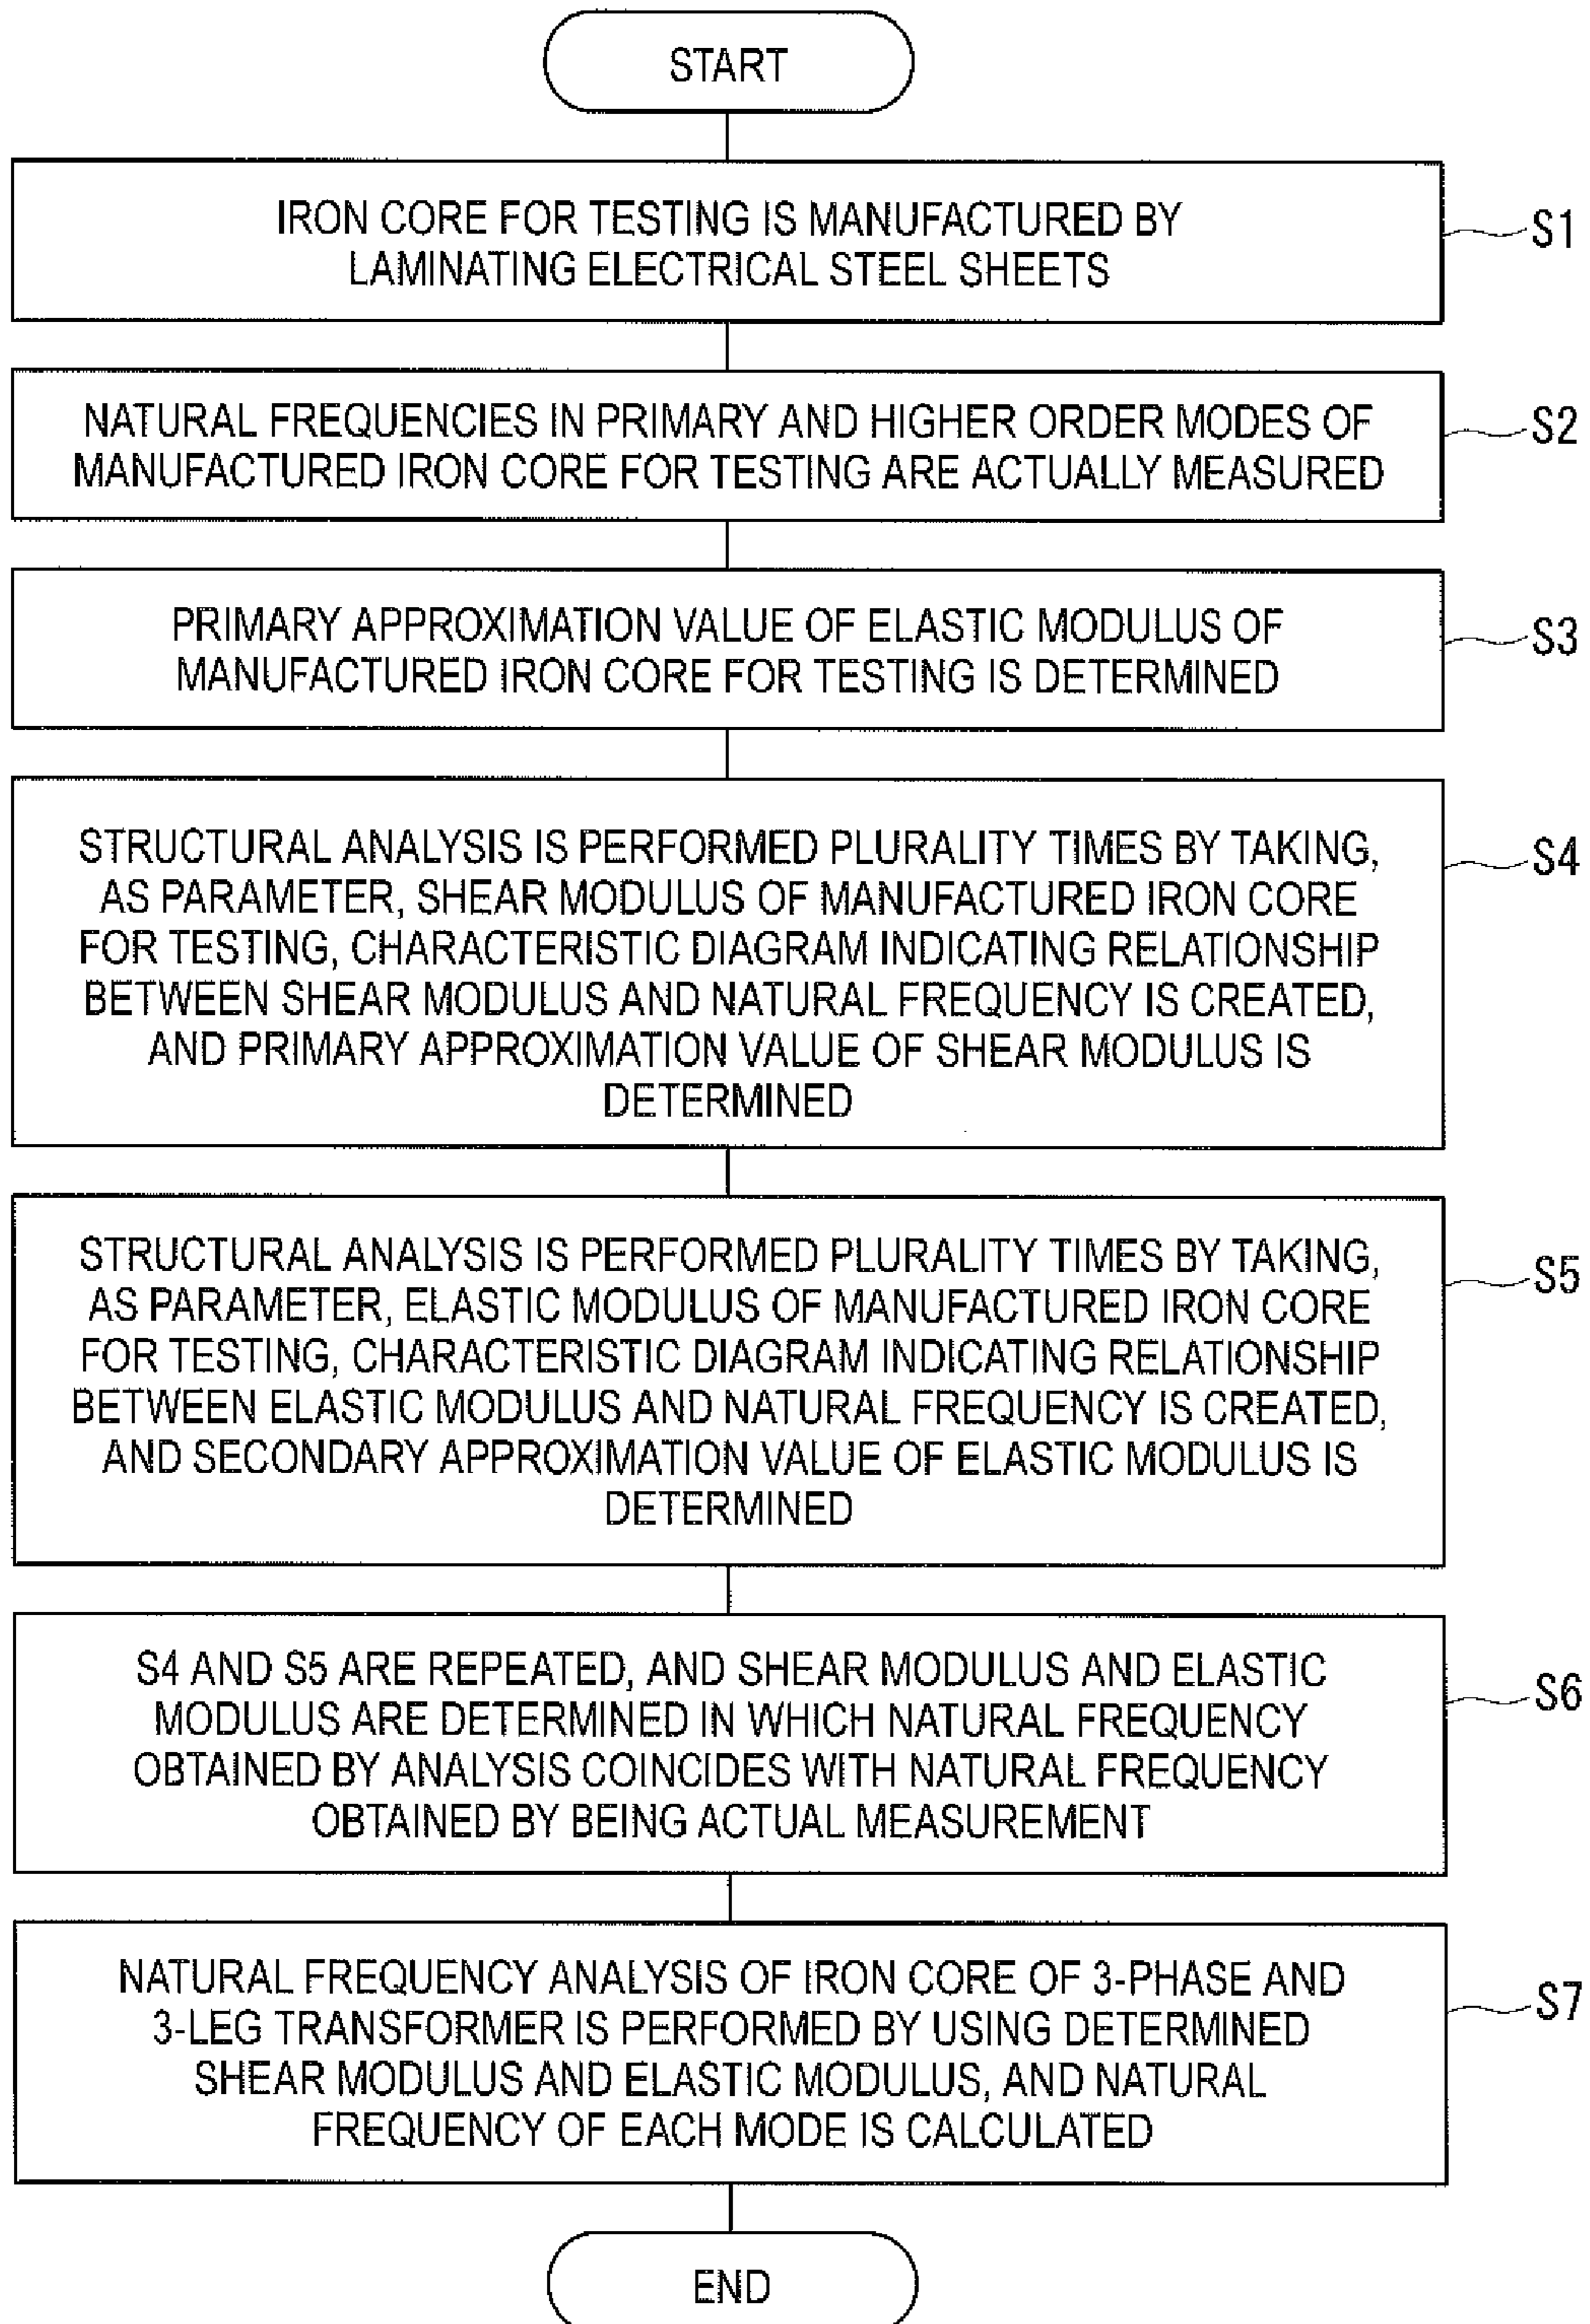 START
IRON CORE FOR TESTING IS MANUFACTURED BY
LAMINATING ELECTRICAL STEEL SHEETS
S1
NATURAL FREQUENCIES IN PRIMARY AND HIGHER ORDER MODES OF
MANUFACTURED IRON CORE FOR TESTING ARE ACTUALLY MEASURED
S2
PRIMARY APPROXIMATION VALUE OF ELASTIC MODULUS OF
MANUFACTURED IRON CORE FOR TESTING IS DETERMINED
S3
STRUCTURAL ANALYSIS IS PERFORMED PLURALITY TIMES BY TAKING,
AS PARAMETER, SHEAR MODULUS OF MANUFACTURED IRON CORE
FOR TESTING, CHARACTERISTIC DIAGRAM INDICATING RELATIONSHIP
BETWEEN SHEAR MODULUS AND NATURAL FREQUENCY IS CREATED,
AND PRIMARY APPROXIMATION VALUE OF SHEAR MODULUS IS
DETERMINED
S4
STRUCTURAL ANALYSIS IS PERFORMED PLURALITY TIMES BY TAKING,
AS PARAMETER, ELASTIC MODULUS OF MANUFACTURED IRON CORE
FOR TESTING, CHARACTERISTIC DIAGRAM INDICATING RELATIONSHIP
BETWEEN ELASTIC MODULUS AND NATURAL FREQUENCY IS CREATED,
AND SECONDARY APPROXIMATION VALUE OF ELASTIC MODULUS IS
DETERMINED
S5
S4 AND S5 ARE REPEATED, AND SHEAR MODULUS AND ELASTIC
MODULUS ARE DETERMINED IN WHICH NATURAL FREQUENCY
OBTAINED BY ANALYSIS COINCIDES WITH NATURAL FREQUENCY
OBTAINED BY BEING ACTUAL MEASUREMENT
S6
NATURAL FREQUENCY ANALYSIS OF IRON CORE OF 3-PHASE AND
3-LEG TRANSFORMER IS PERFORMED BY USING DETERMINED
SHEAR MODULUS AND ELASTIC MODULUS, AND NATURAL
FREQUENCY OF EACH MODE IS CALCULATED
S7
END